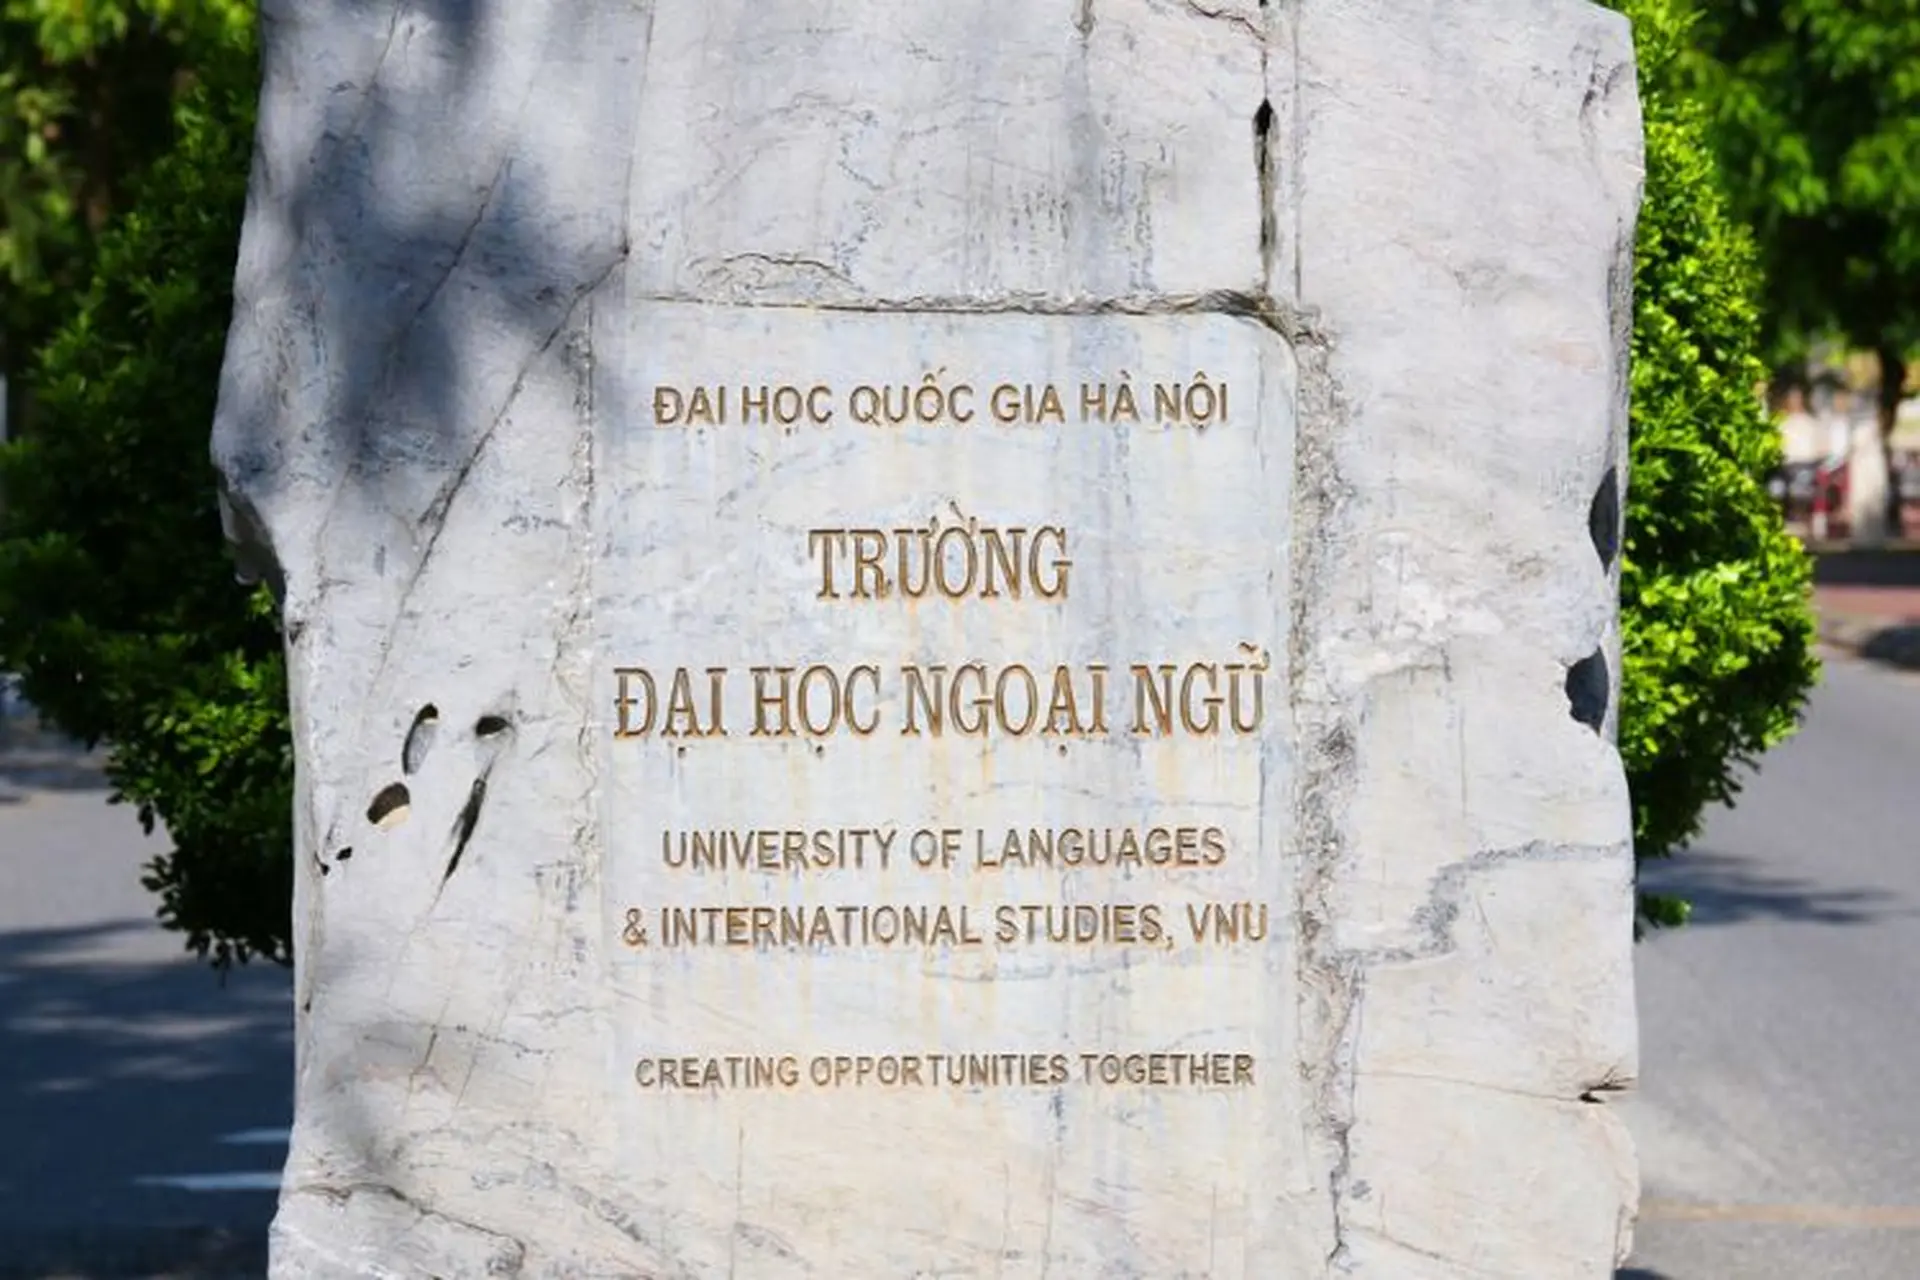 ĐẠI HỌC QUỐC GIA HÀ NỘI
TRƯỜNG
ĐẠI HỌC NGOẠI NGỮ
UNIVERSITY OF LANGUAGES
& INTERNATIONAL STUDIES, VNU
CREATING OPPORTUNITIES TOGETHER